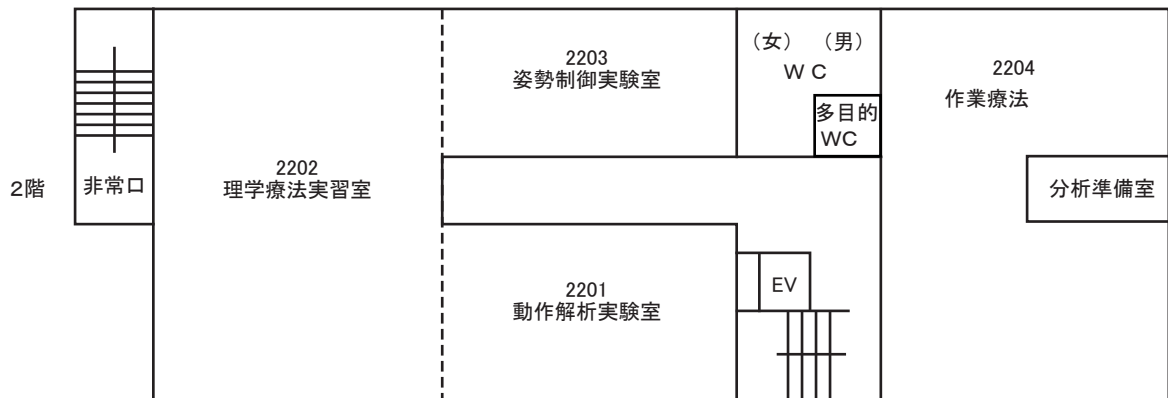 2階
非常口
2202
理学療法実習室
2203
姿勢制御実験室
2201
動作解析実験室
（女）　（男）
ＷＣ
多目的
WC
EV
2204
作業療法
分析準備室